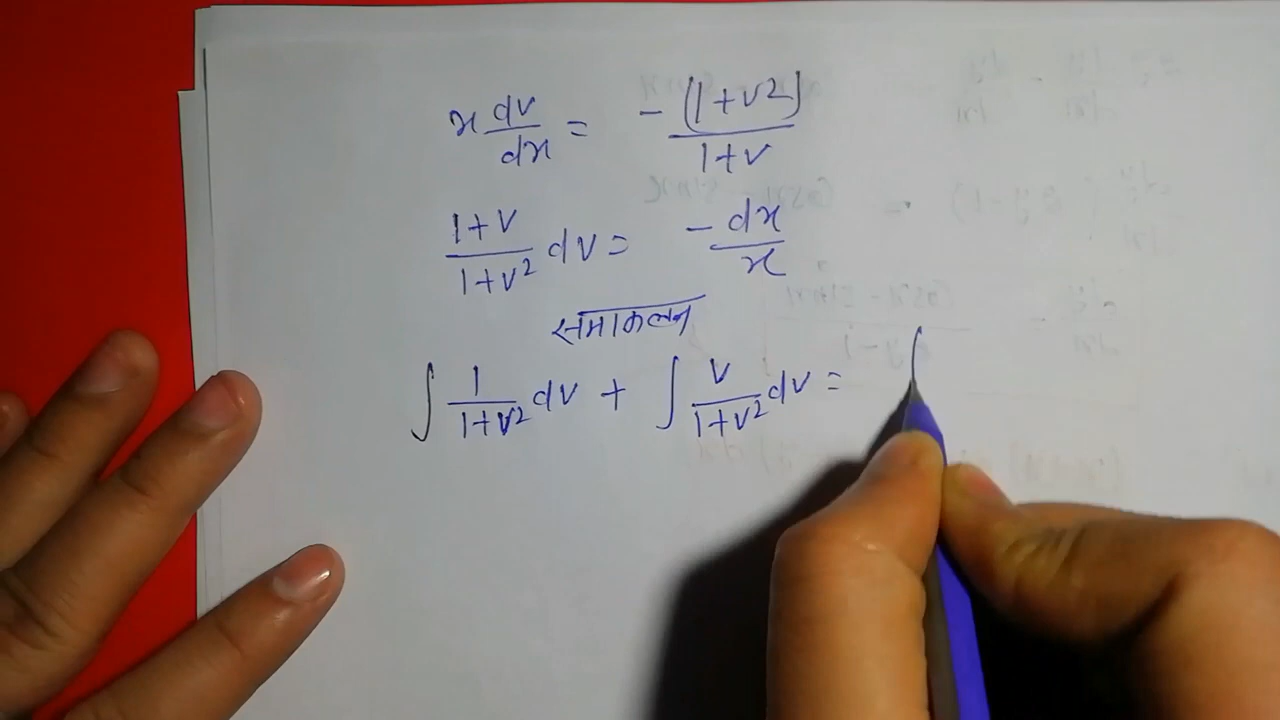 x dv/dx = -(1+v²)/1+v
1+v/1+v² dv = -dx/x
समाकलन
∫ 1/1+v² dv + ∫ v/1+v² dv = ∫